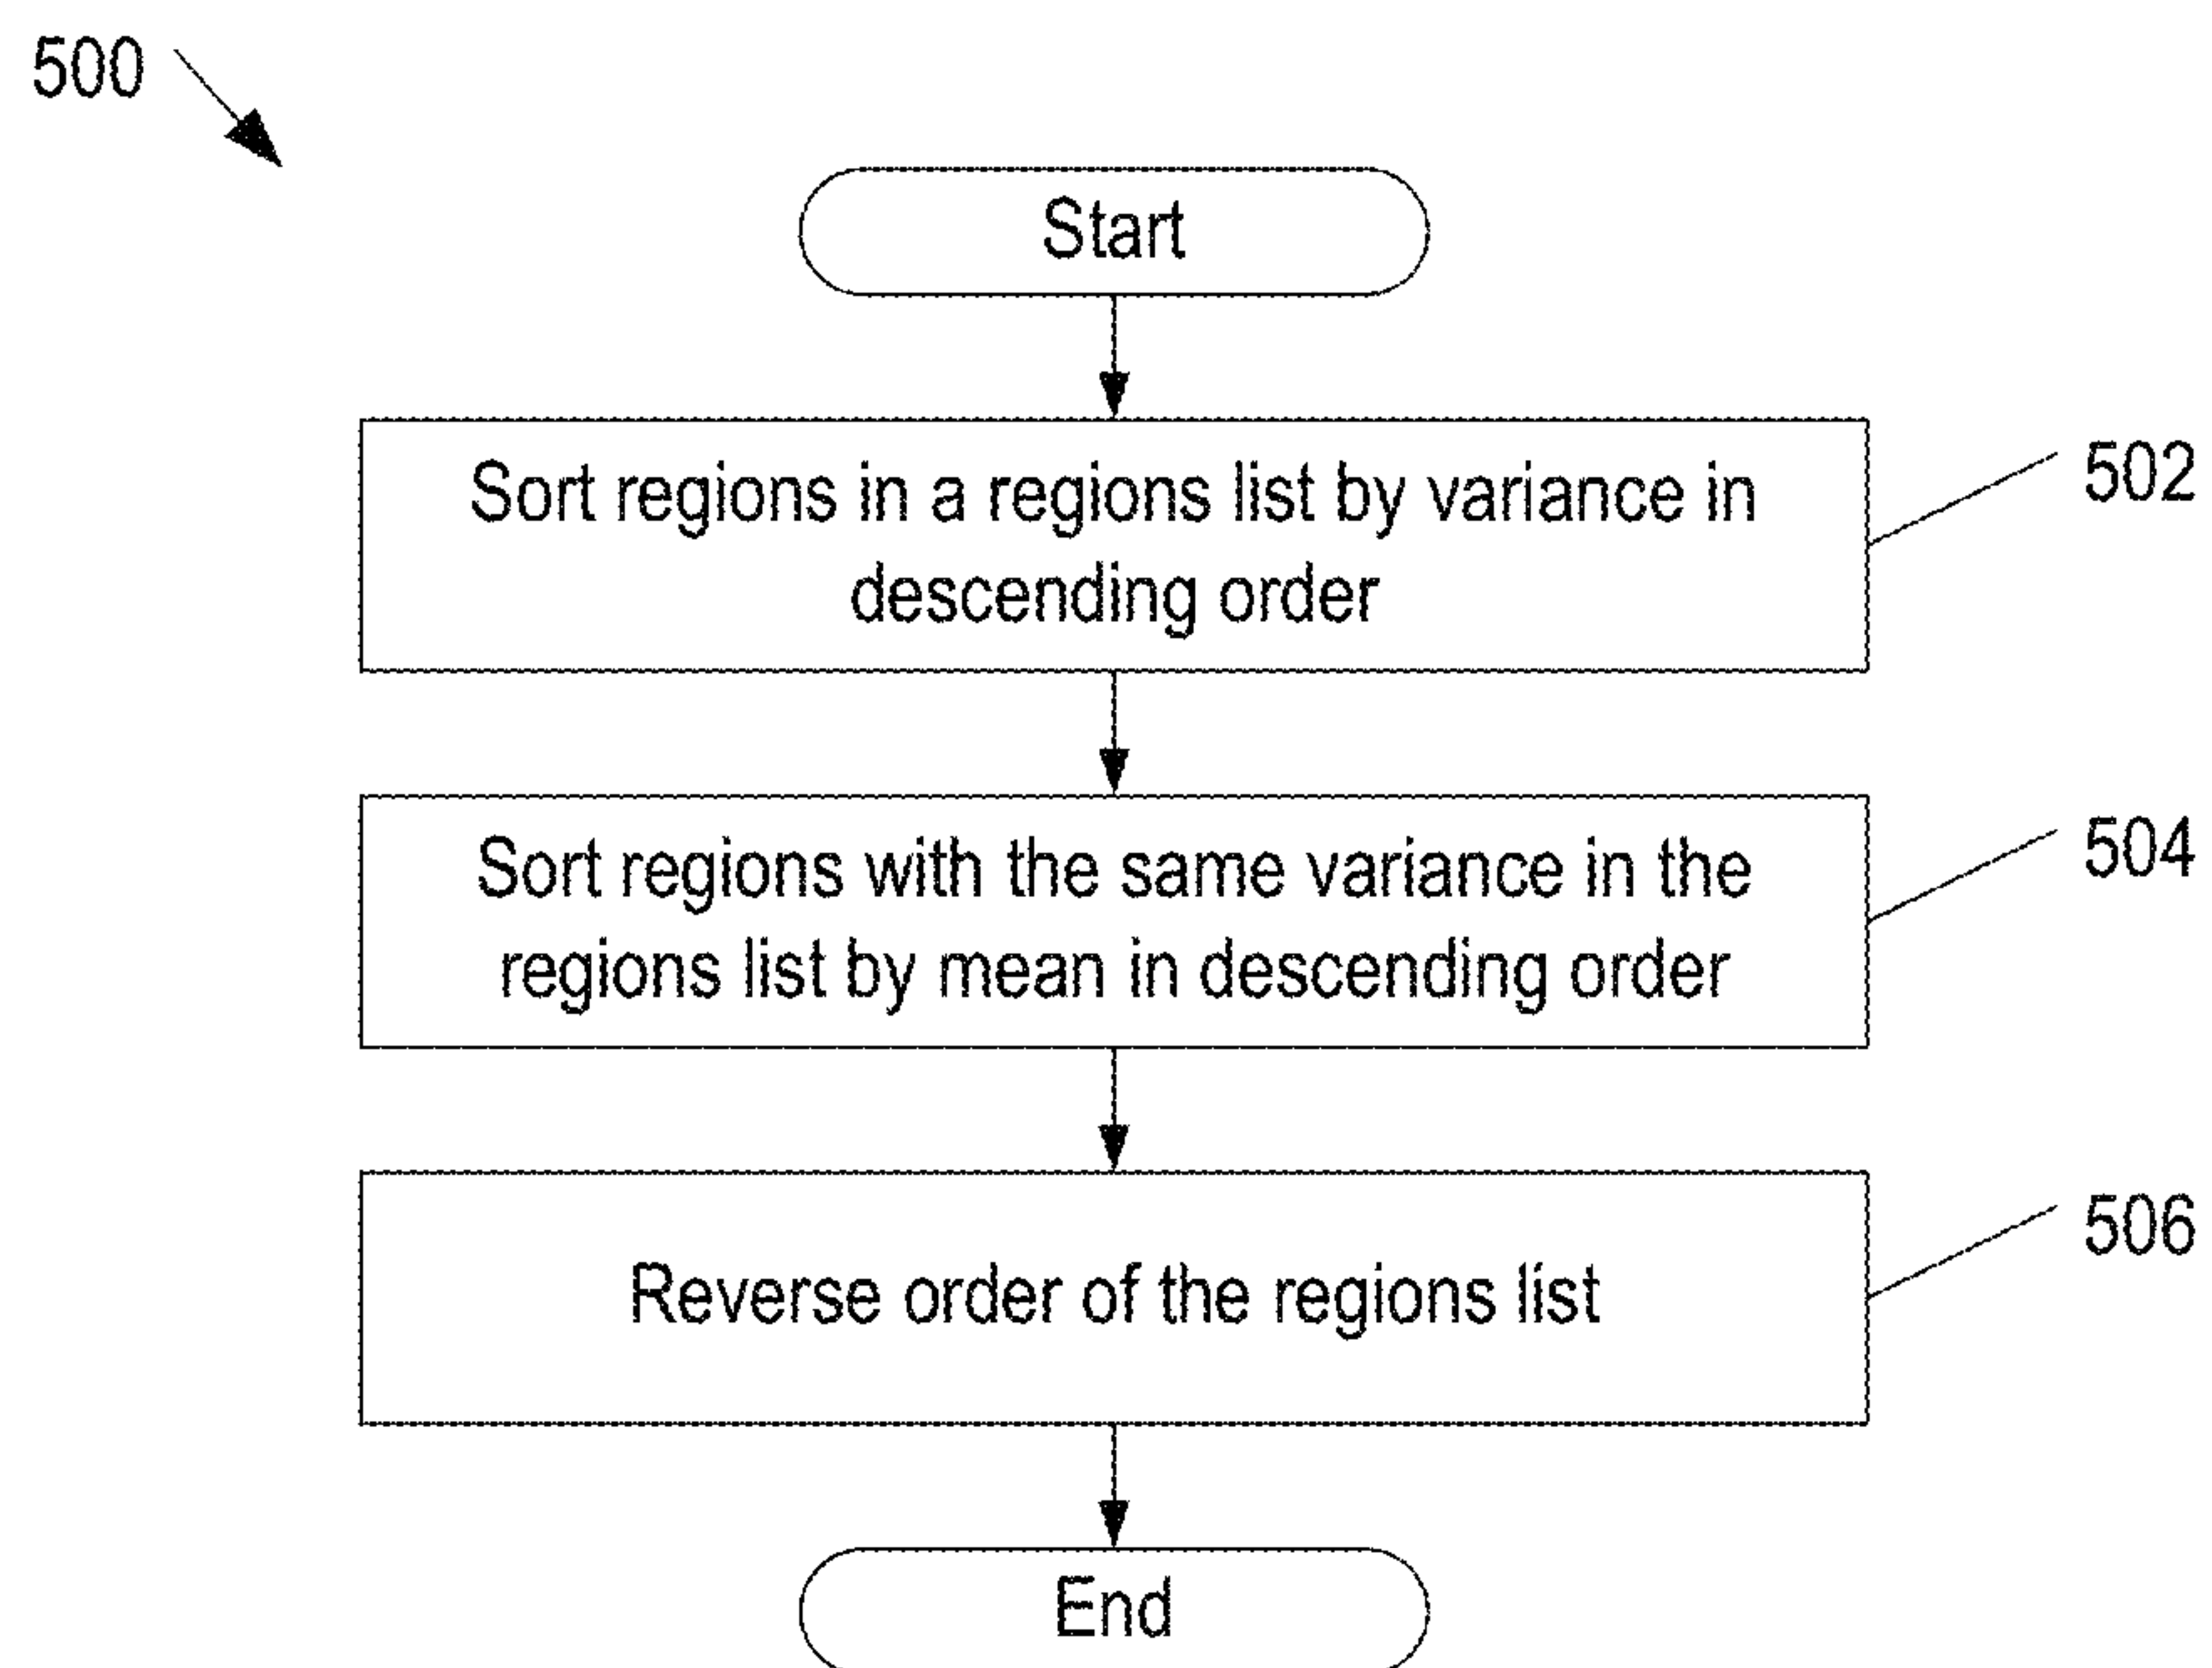 500
Start
Sort regions in a regions list by variance in
descending order
502
Sort regions with the same variance in the
regions list by mean in descending order
504
Reverse order of the regions list
506
End